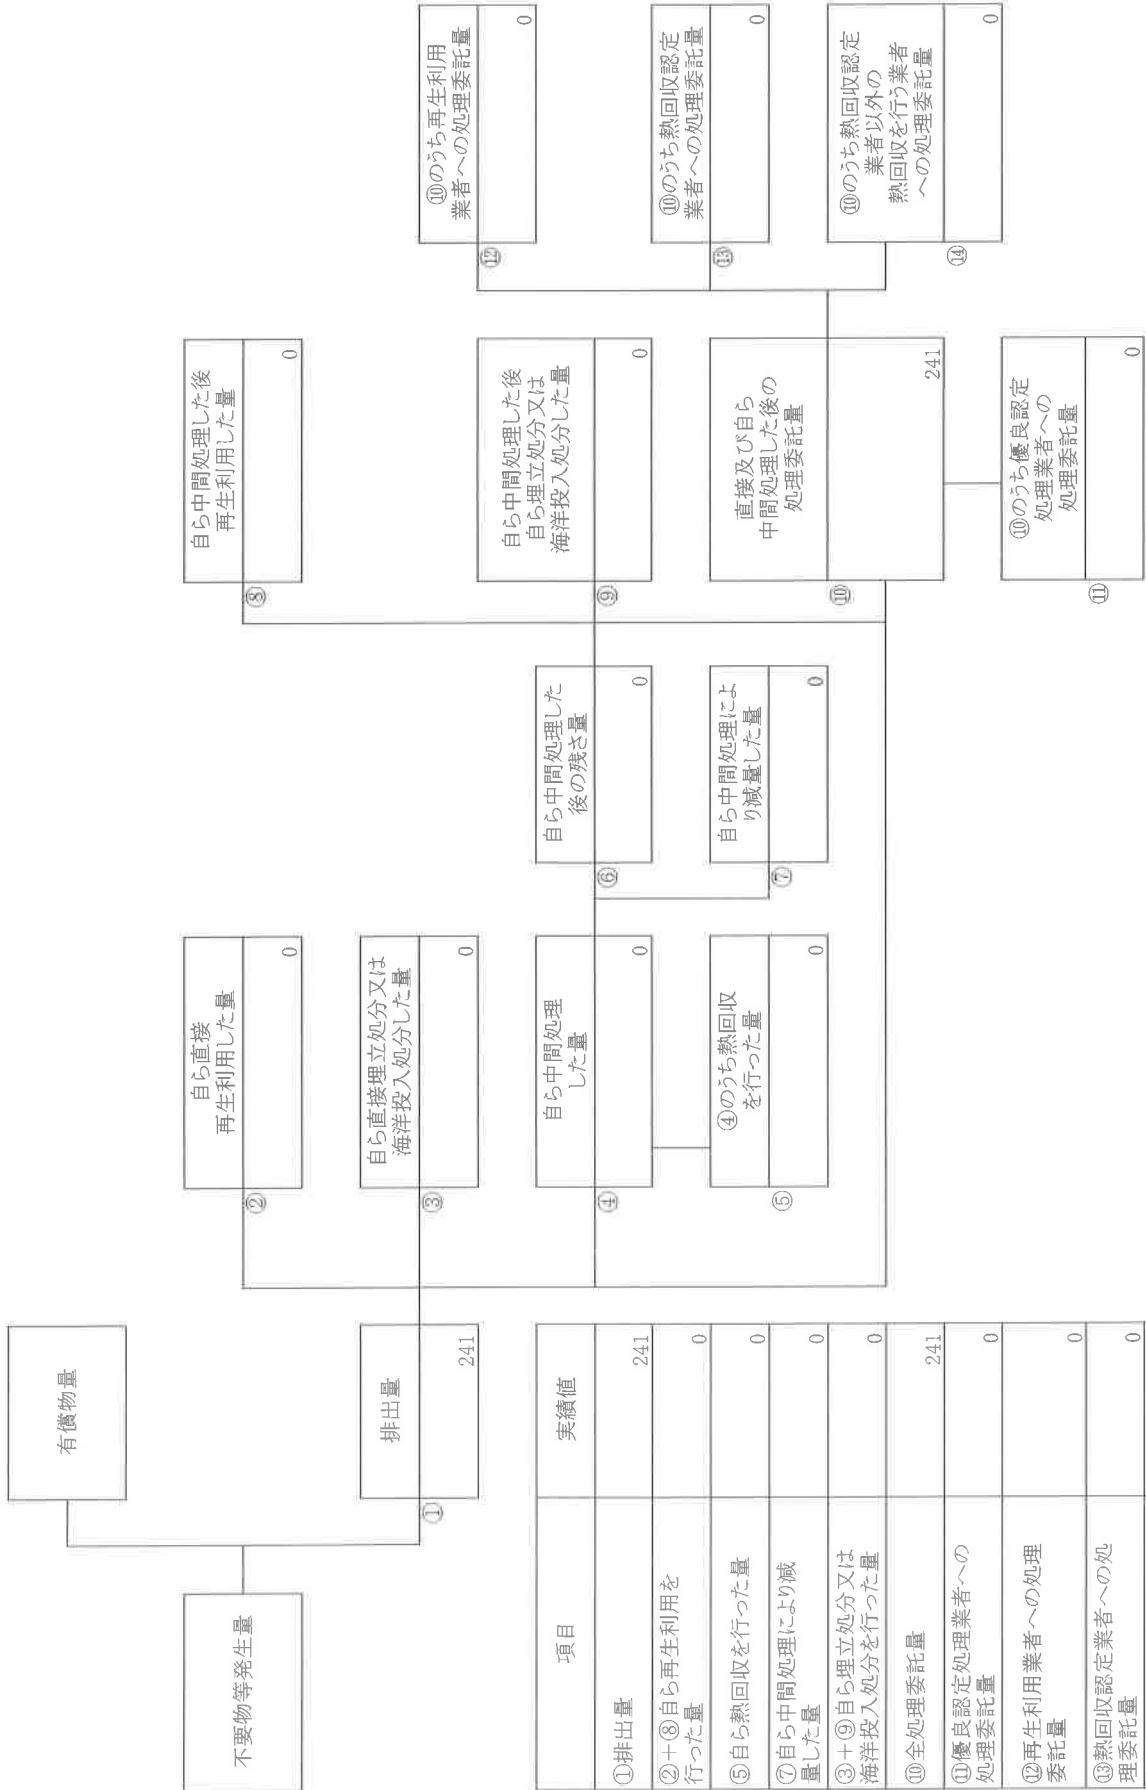 不要物等発生量
有償物量
①
排出量
241
②
自ら直接
再生利用した量
0
③
自ら直接埋立処分又は
海洋投入処分した量
0
④
自ら中間処理
した量
0
⑤
④のうち熱回収
を行った量
0
⑥
自ら中間処理した
後の残さ量
0
⑦
自ら中間処理によ
り減量した量
0
⑧
自ら中間処理した後
再生利用した量
0
⑨
自ら中間処理した後
自ら埋立処分又は
海洋投入処分した量
0
⑩
直接及び自ら
中間処理した後の
処理委託量
241
⑪
⑩のうち優良認定
処理業者への
処理委託量
0
⑫
⑩のうち再生利用
業者への処理委託量
0
⑬
⑩のうち熱回収認定
業者への処理委託量
0
⑭
⑩のうち熱回収認定
業者以外の
熱回収を行う業者
への処理委託量
0
項目 実績値
①排出量 241
②+⑧自ら再生利用を
行った量 0
⑤自ら熱回収を行った量 0
⑦自ら中間処理により減
量した量 0
③+⑨自ら埋立処分又は
海洋投入処分を行った量 0
⑩全処理委託量 241
⑪優良認定処理業者への
処理委託量 0
⑫再生利用業者への処理
委託量 0
⑬熱回収認定業者への処
理委託量 0